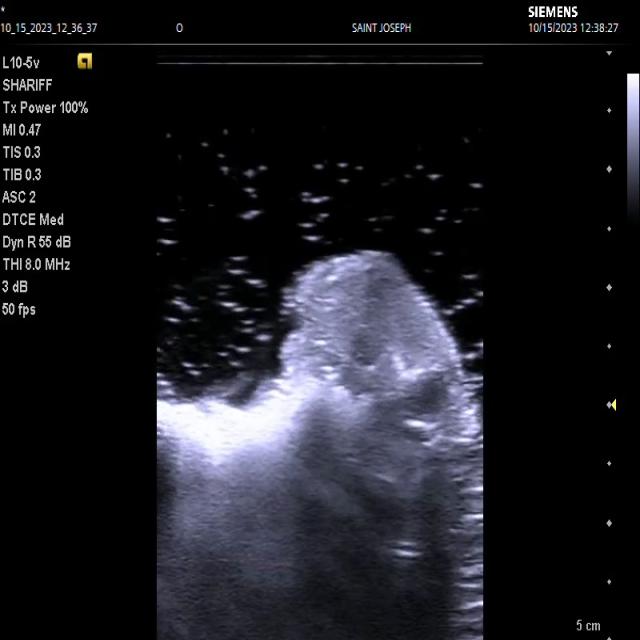 *
SIEMENS
10_15_2023_12_36_37
O
SAINT JOSEPH
10/15/2023 12:38:27
L10-5v
SHARIFF
Tx Power 100%
MI 0.47
TIS 0.3
TIB 0.3
ASC 2
DTCE Med
Dyn R 55 dB
THI 8.0 MHz
3 dB
50 fps
5 cm